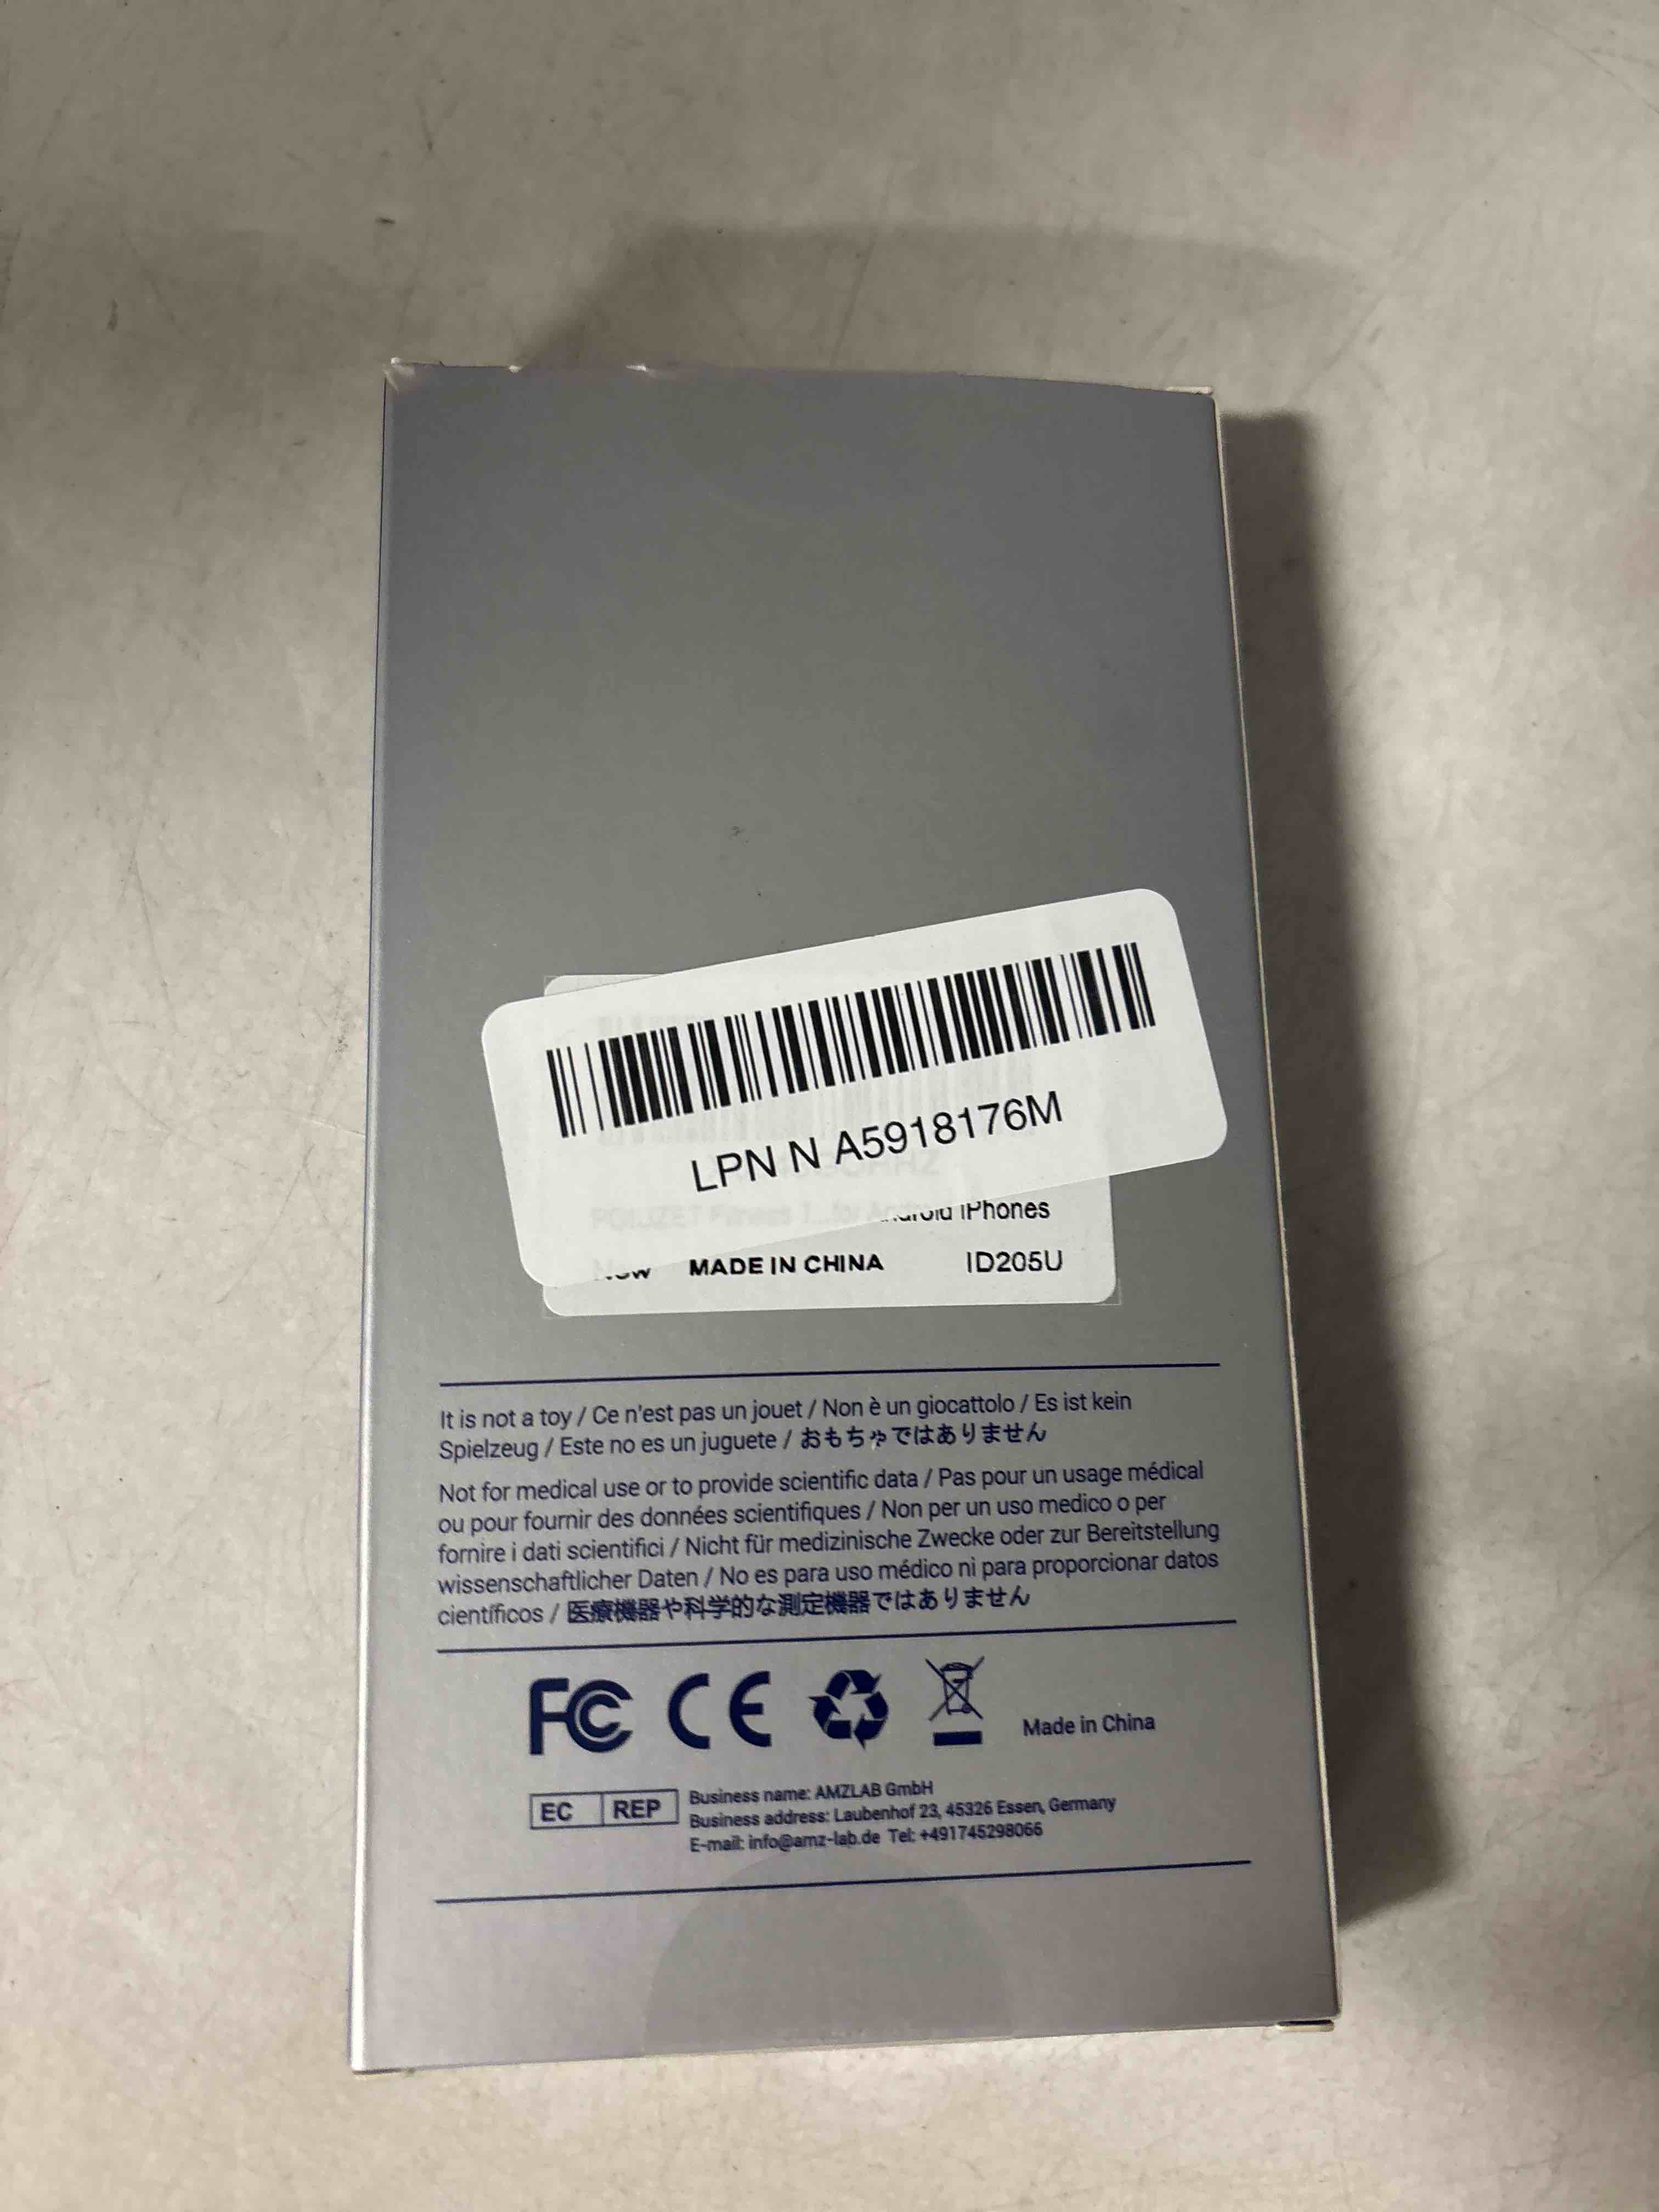 LPN N A5918176M
iPhones
MADE IN CHINA ID205U
It is not a toy / Ce n'est pas un jouet / Non è un giocattolo / Es ist kein
Spielzeug / Este no es un juguete / おもちゃではありません
Not for medical use or to provide scientific data / Pas pour un usage médical
ou pour fournir des données scientifiques / Non per un uso medico o per
fornire i dati scientifici / Nicht für medizinische Zwecke oder zur Bereitstellung
wissenschaftlicher Daten / No es para uso médico ni para proporcionar datos
científicos / 医療機器や科学的な測定機器ではありません
FC CE Made in China
EC REP
Business name: AMZLAB GmbH
Business address: Laubenhof 23, 45326 Essen, Germany
E-mail: info@amz-lab.de Tel: +491745298066